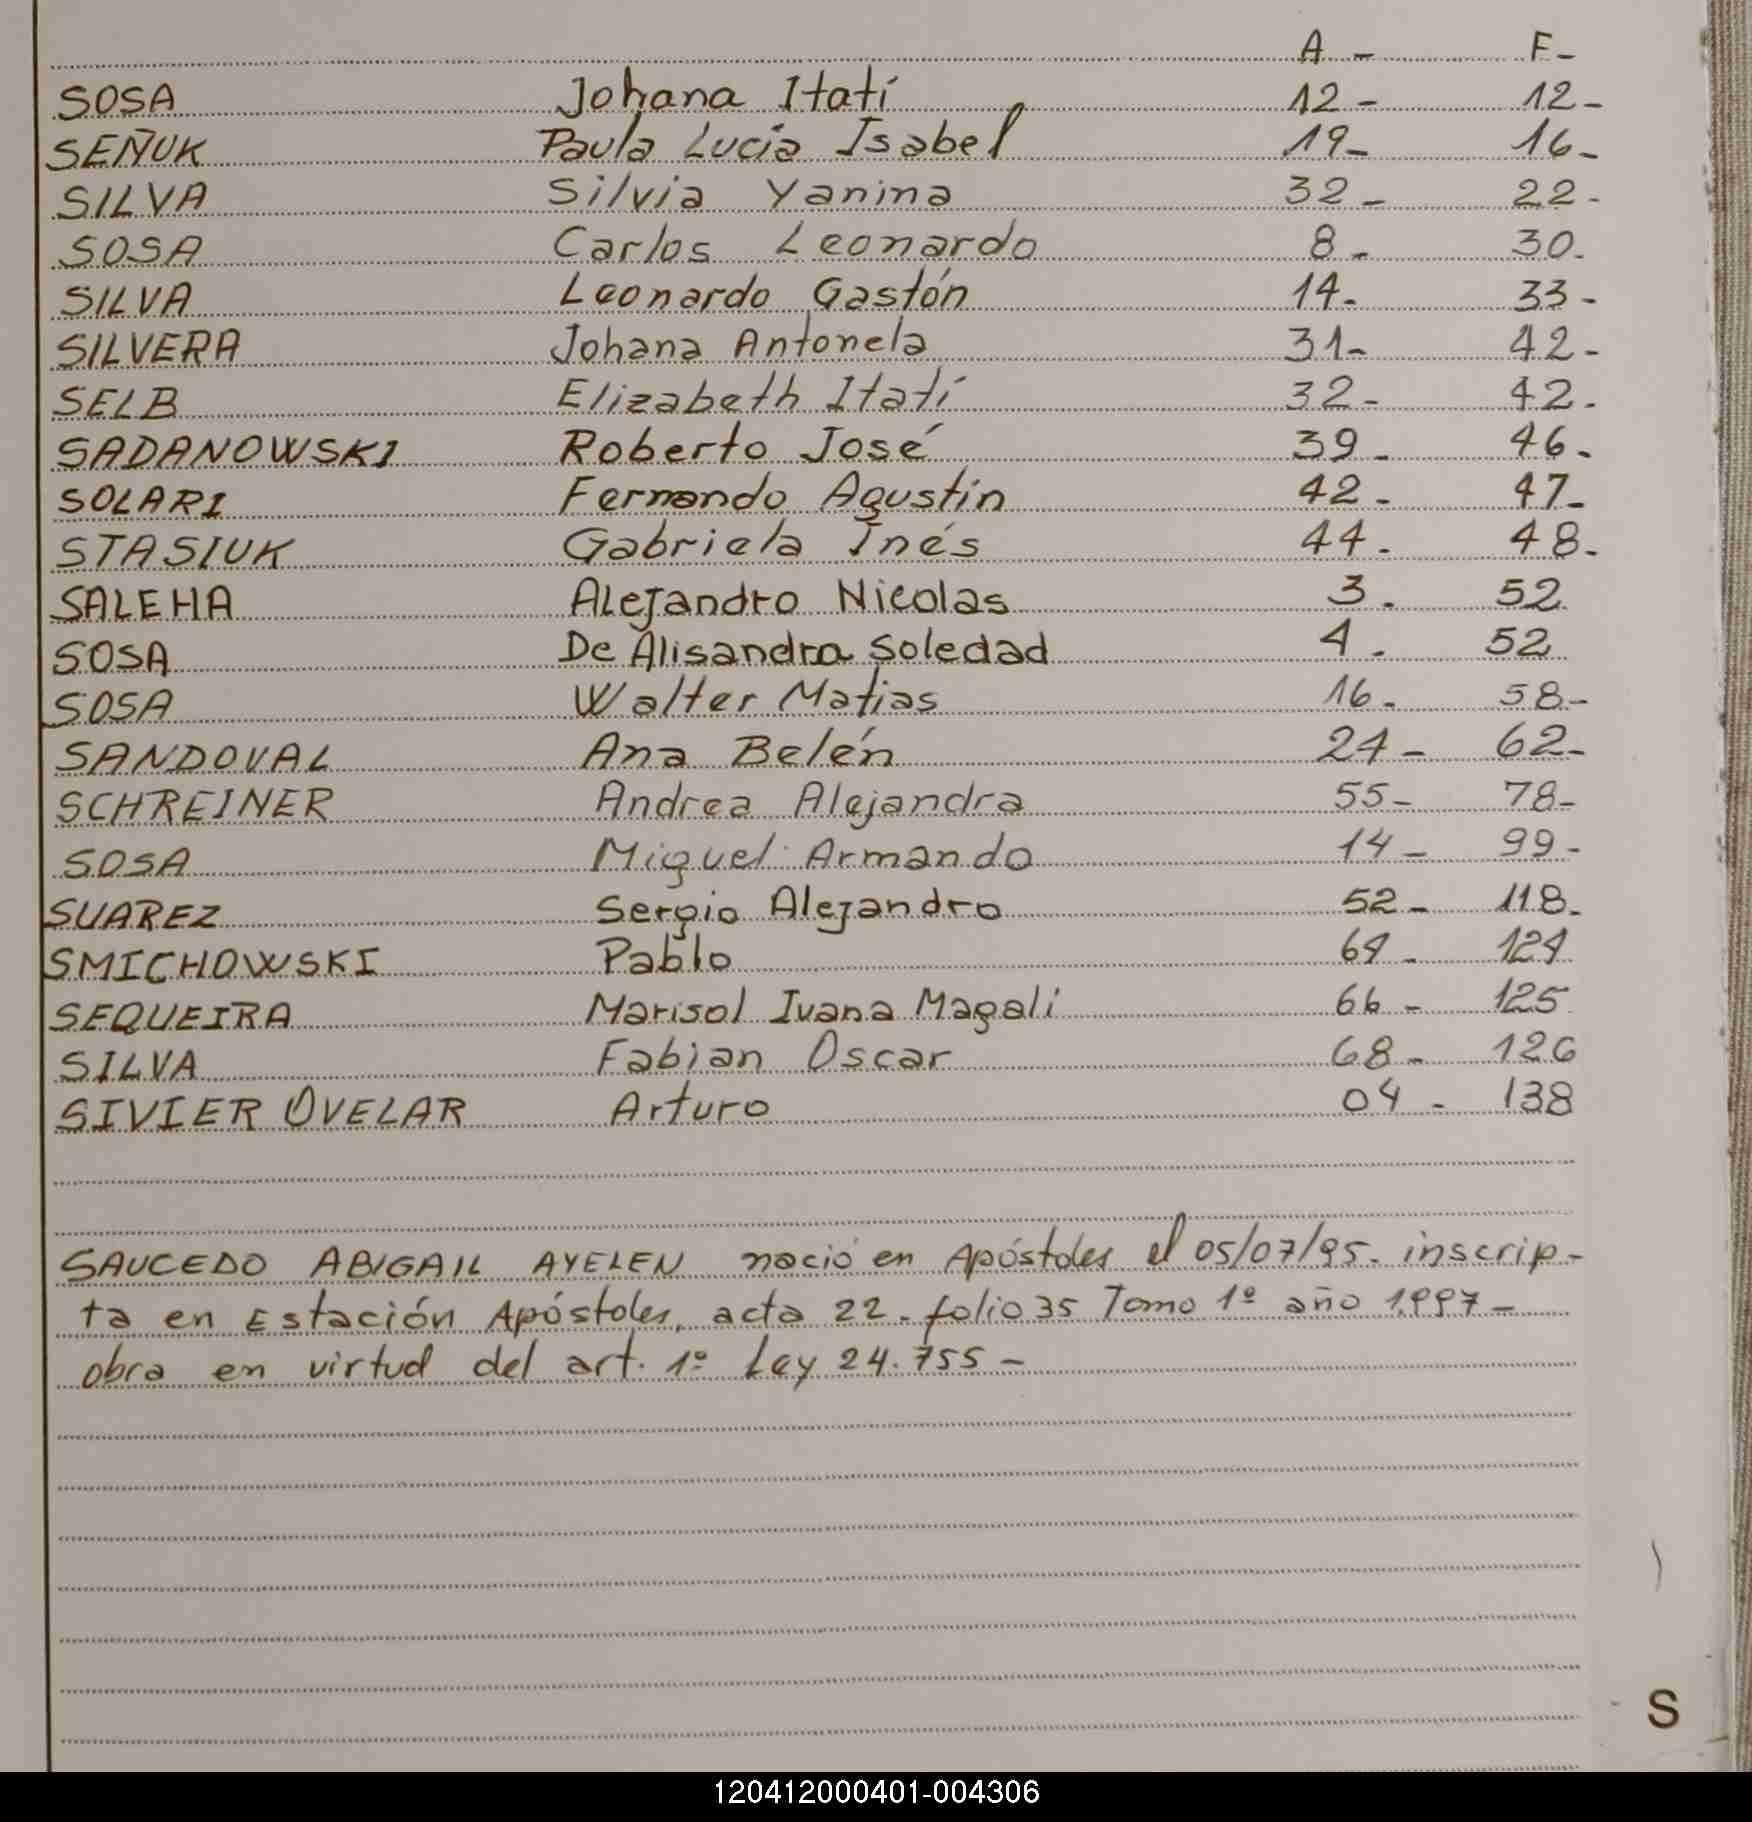 A - F-
SOSA Johana Itatí 12- 12-
SEÑUK Paula Lucía Isabel 19- 16-
SILVA Silvia Yanina 32- 22-
SOSA Carlos Leonardo 8- 30.
SILVA Leonardo Gastón 14- 33-
SILVERA Johana Antonela 31- 42-
SELB Elizabeth Itatí 32- 42.
SADANOWSKI Roberto José 39- 46.
SOLARI Fernando Agustín 42- 47-
STASIUK Gabriela Inés 44. 48.
SALEHA Alejandro Nicolas 3. 52
SOSA De Alisandra Soledad 4. 52
SOSA Walter Matias 16- 58-
SANDOVAL Ana Belén 24- 62-
SCHREINER Andrea Alejandra 55- 78-
SOSA Miguel Armando 14- 99-
SUAREZ Sergio Alejandro 52- 118.
SMICHOWSKI Pablo 64- 124
SEQUEIRA Marisol Ivana Magali 66- 125
SILVA Fabian Oscar 68- 126
SIVIER OVELAR Arturo 04- 138
SAUCEDO ABIGAIL AYELEN nació en Apóstoles el 05/07/95. inscrip-
ta en Estación Apóstoles, acta 22. folio 35 Tomo 1º año 1.997-
obra en virtud del art. 1º Ley 24.755-
S
120412000401-004306